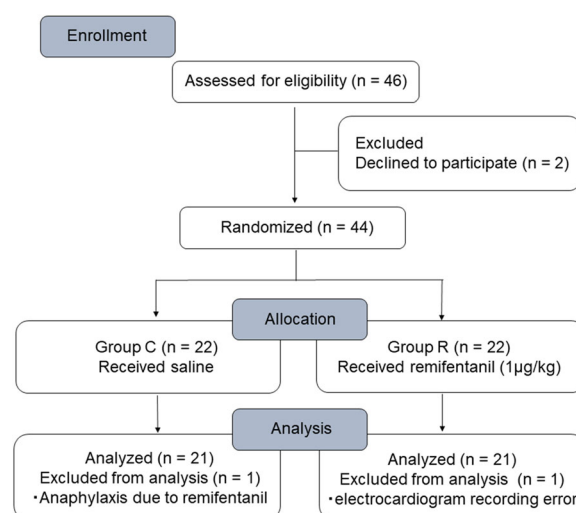 Enrollment
Assessed for eligibility (n = 46)
Excluded
Declined to participate (n = 2)
Randomized (n = 44)
Allocation
Group C (n = 22)
Received saline
Group R (n = 22)
Received remifentanil (1μg/kg)
Analysis
Analyzed (n = 21)
Excluded from analysis (n = 1)
・Anaphylaxis due to remifentanil
Analyzed (n = 21)
Excluded from analysis (n = 1)
・electrocardiogram recording error